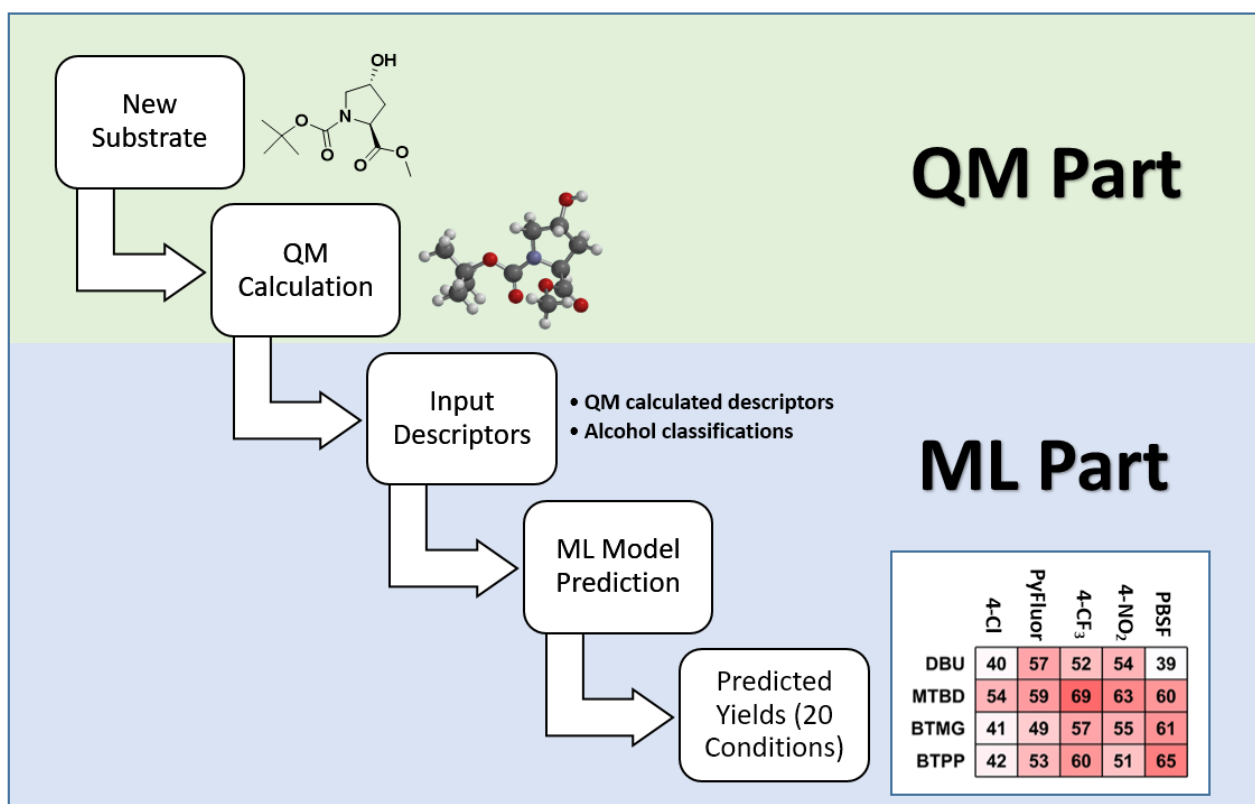 New
Substrate
OH
N
O
O
O
O
QM Part
QM
Calculation
Input
Descriptors
• QM calculated descriptors
• Alcohol classifications
ML Part
ML Model
Prediction
Predicted
Yields (20
Conditions)
4-Cl PyFluor 4-CF₃ 4-NO₂ PBSF
DBU 40 57 52 54 39
MTBD 54 59 69 63 60
BTMG 41 49 57 55 61
BTPP 42 53 60 51 65